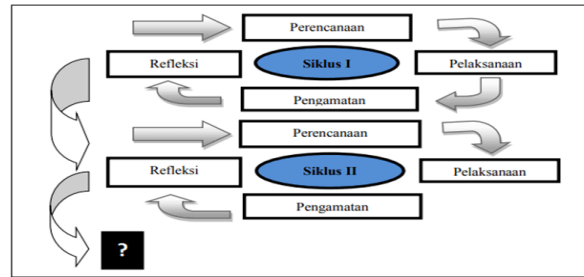 Perencanaan
Refleksi
Siklus I
Pelaksanaan
Pengamatan
Perencanaan
Refleksi
Siklus II
Pelaksanaan
Pengamatan
?